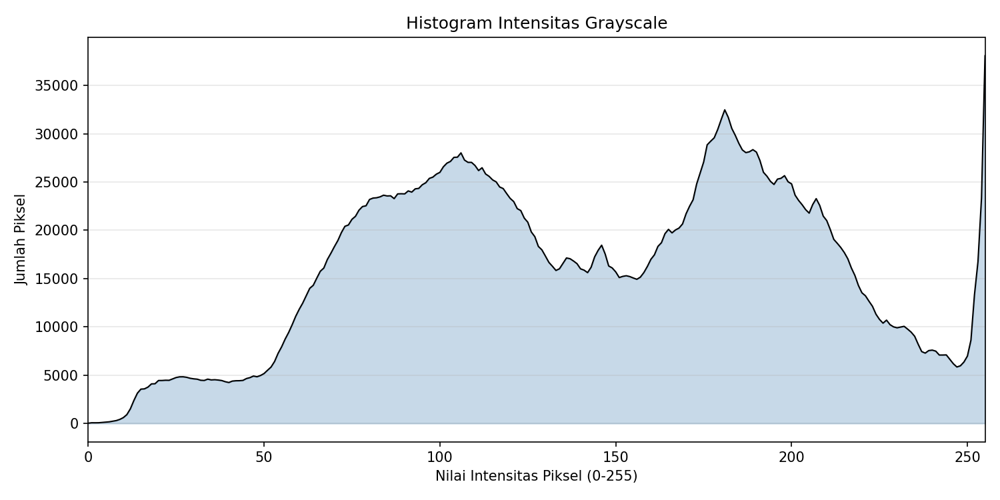 Histogram Intensitas Grayscale
35000
30000
25000
20000
15000
10000
5000
0
Jumlah Piksel
0 50 100 150 200 250
Nilai Intensitas Piksel (0-255)